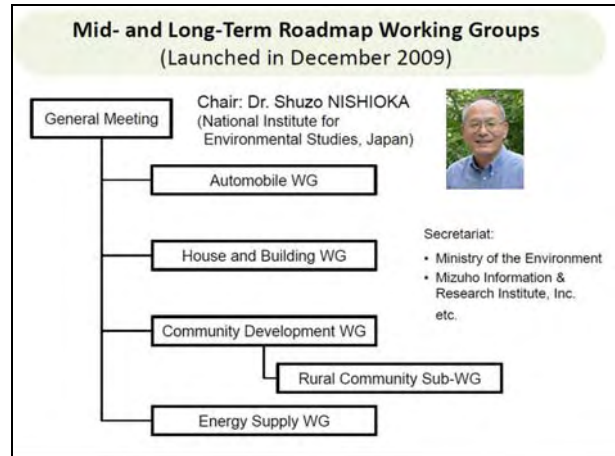 Mid- and Long-Term Roadmap Working Groups
(Launched in December 2009)
General Meeting
Chair: Dr. Shuzo NISHIOKA
(National Institute for
Environmental Studies, Japan)
Automobile WG
House and Building WG
Secretariat:
• Ministry of the Environment
• Mizuho Information &
Research Institute, Inc.
etc.
Community Development WG
Rural Community Sub-WG
Energy Supply WG